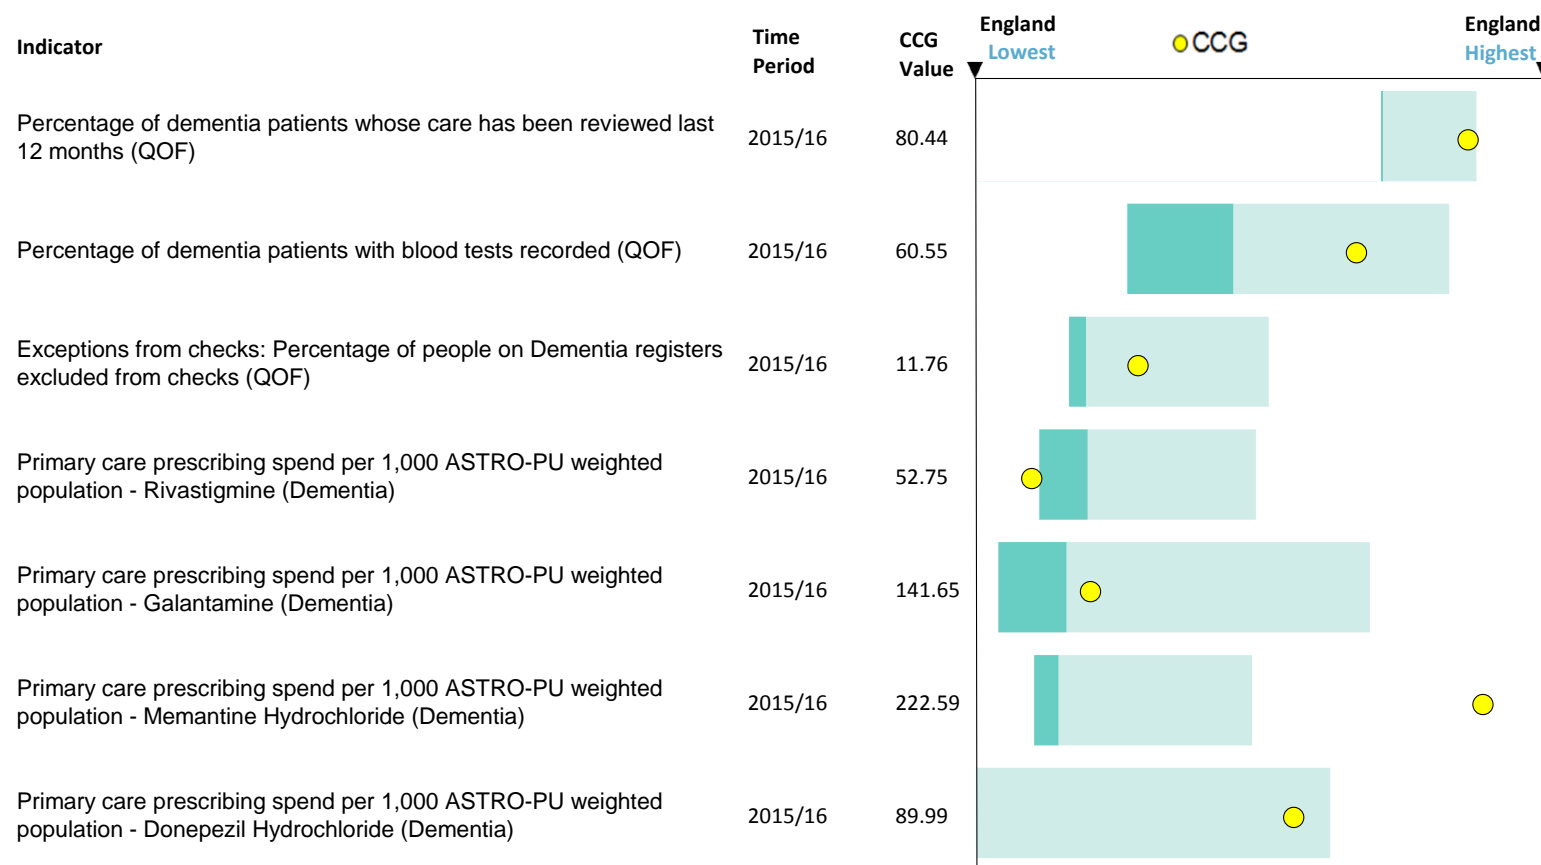 Indicator
Time
Period
CCG
Value
England
Lowest
CCG
England
Highest
Percentage of dementia patients whose care has been reviewed last
12 months (QOF)
2015/16
80.44
Percentage of dementia patients with blood tests recorded (QOF)
2015/16
60.55
Exceptions from checks: Percentage of people on Dementia registers
excluded from checks (QOF)
2015/16
11.76
Primary care prescribing spend per 1,000 ASTRO-PU weighted
population - Rivastigmine (Dementia)
2015/16
52.75
Primary care prescribing spend per 1,000 ASTRO-PU weighted
population - Galantamine (Dementia)
2015/16
141.65
Primary care prescribing spend per 1,000 ASTRO-PU weighted
population - Memantine Hydrochloride (Dementia)
2015/16
222.59
Primary care prescribing spend per 1,000 ASTRO-PU weighted
population - Donepezil Hydrochloride (Dementia)
2015/16
89.99